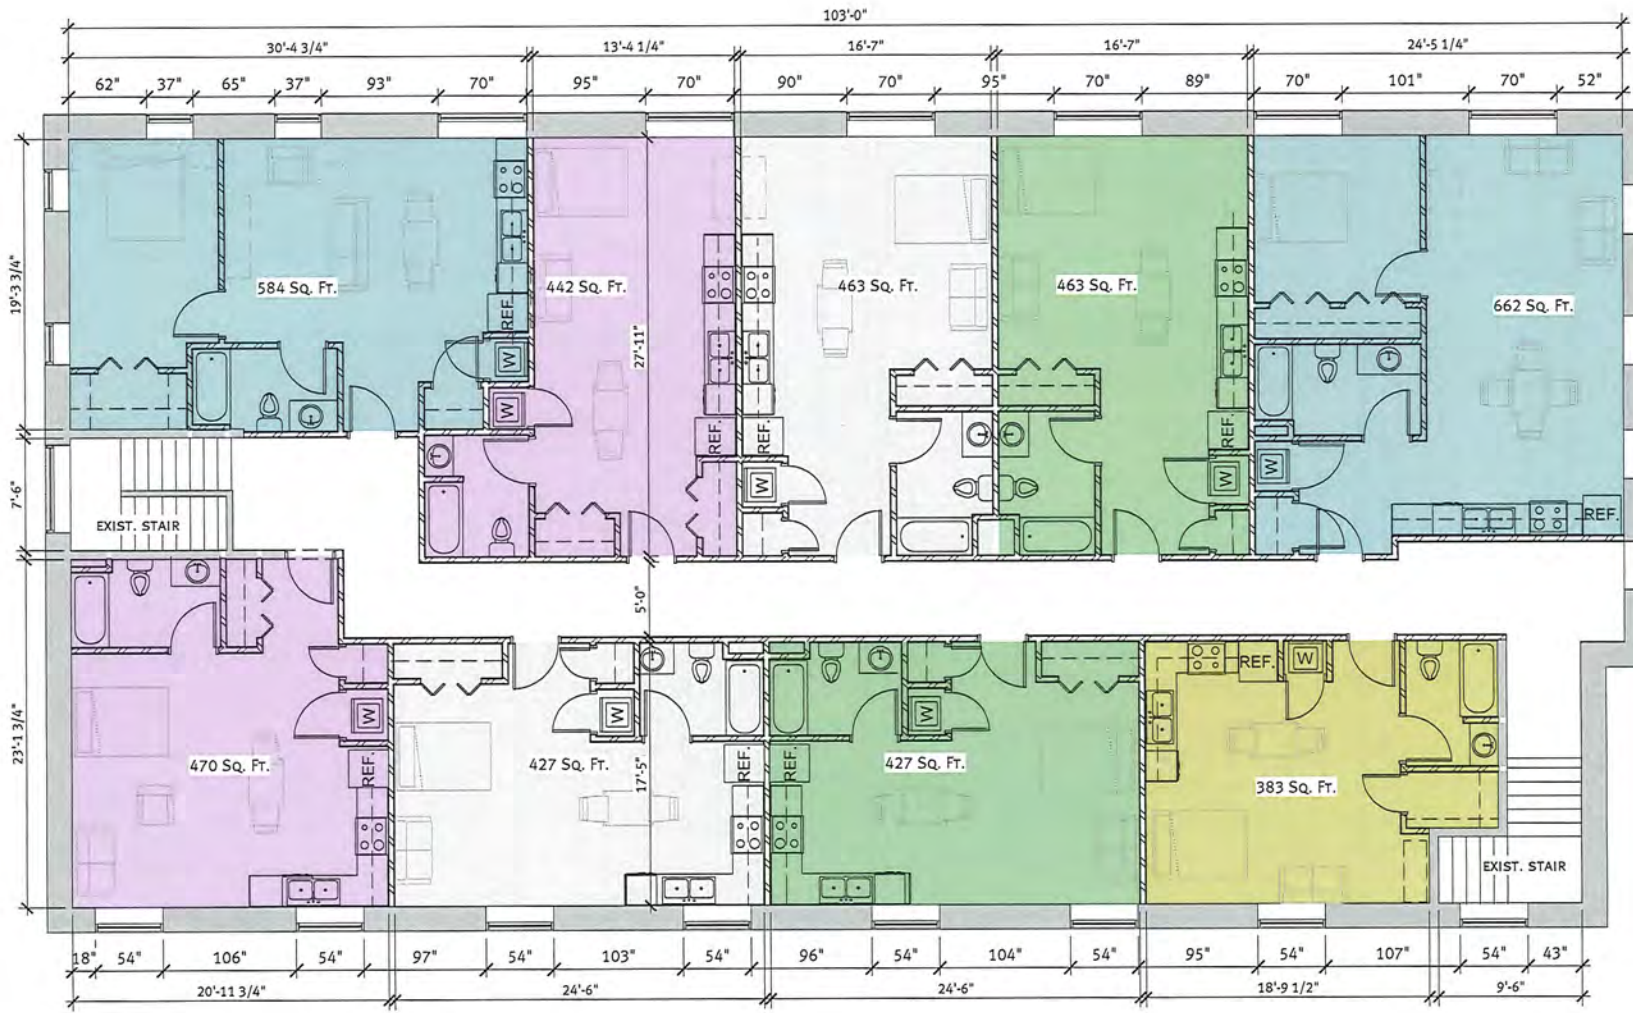 103'-0"
30'-4 3/4" 13'-4 1/4" 16'-7" 16'-7" 24'-5 1/4"
62" 37" 65" 37" 93" 70" 95" 70" 90" 70" 95" 70" 89" 70" 101" 70" 52"
19'-3 3/4"
7'-6"
23'-1 3/4"
584 SQ. FT.
REF.
W
442 SQ. FT.
27'-11"
W
REF.
463 SQ. FT.
REF.
W
463 SQ. FT.
REF.
W
662 SQ. FT.
W
REF.
EXIST. STAIR
5'-0"
470 SQ. FT.
W
REF.
427 SQ. FT.
17'-5"
W
REF.
427 SQ. FT.
W
REF.
383 SQ. FT.
REF.
W
EXIST. STAIR
18" 54" 106" 54" 97" 54" 103" 54" 96" 54" 104" 54" 95" 54" 107" 54" 43"
20'-11 3/4" 24'-6" 24'-6" 18'-9 1/2" 9'-6"